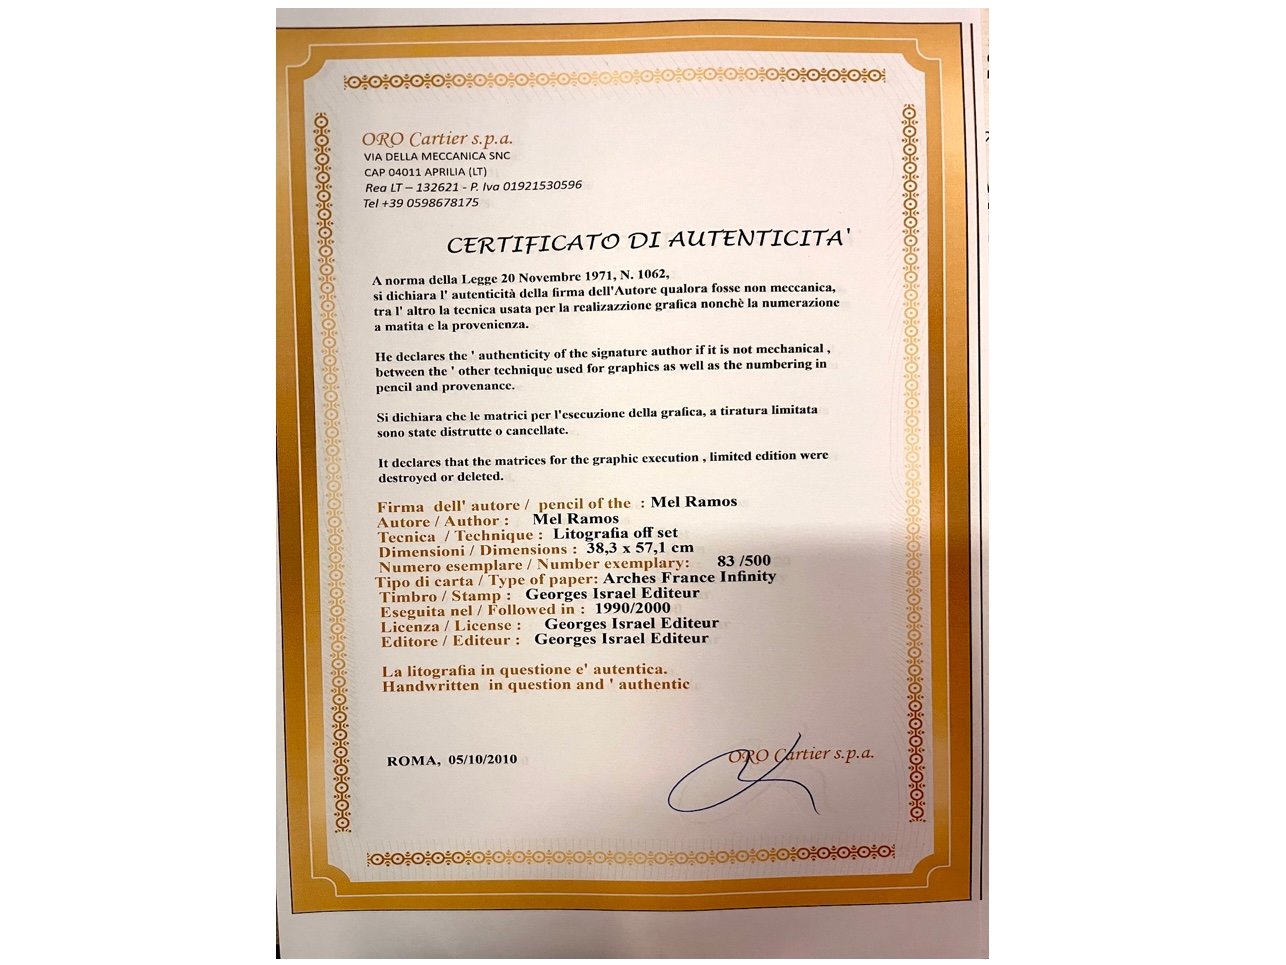 ORO Cartier s.p.a.
VIA DELLA MECCANICA SNC
CAP 04011 APRILIA (LT)
Rea LT – 132621 - P. Iva 01921530596
Tel +39 0598678175
CERTIFICATO DI AUTENTICITA'
A norma della Legge 20 Novembre 1971, N. 1062,
si dichiara l' autenticità della firma dell'Autore qualora fosse non meccanica,
tra l' altro la tecnica usata per la realizazzione grafica nonchè la numerazione
a matita e la provenienza.
He declares the ' authenticity of the signature author if it is not mechanical ,
between the ' other technique used for graphics as well as the numbering in
pencil and provenance.
Si dichiara che le matrici per l'esecuzione della grafica, a tiratura limitata
sono state distrutte o cancellate.
It declares that the matrices for the graphic execution , limited edition were
destroyed or deleted.
Firma dell' autore / pencil of the : Mel Ramos
Autore / Author : Mel Ramos
Tecnica / Technique : Litografia off set
Dimensioni / Dimensions : 38,3 x 57,1 cm
Numero esemplare / Number exemplary: 83 /500
Tipo di carta / Type of paper: Arches France Infinity
Timbro / Stamp : Georges Israel Editeur
Eseguita nel / Followed in : 1990/2000
Licenza / License : Georges Israel Editeur
Editore / Editeur : Georges Israel Editeur
La litografia in questione e' autentica.
Handwritten in question and ' authentic
ROMA, 05/10/2010
ORO Cartier s.p.a.